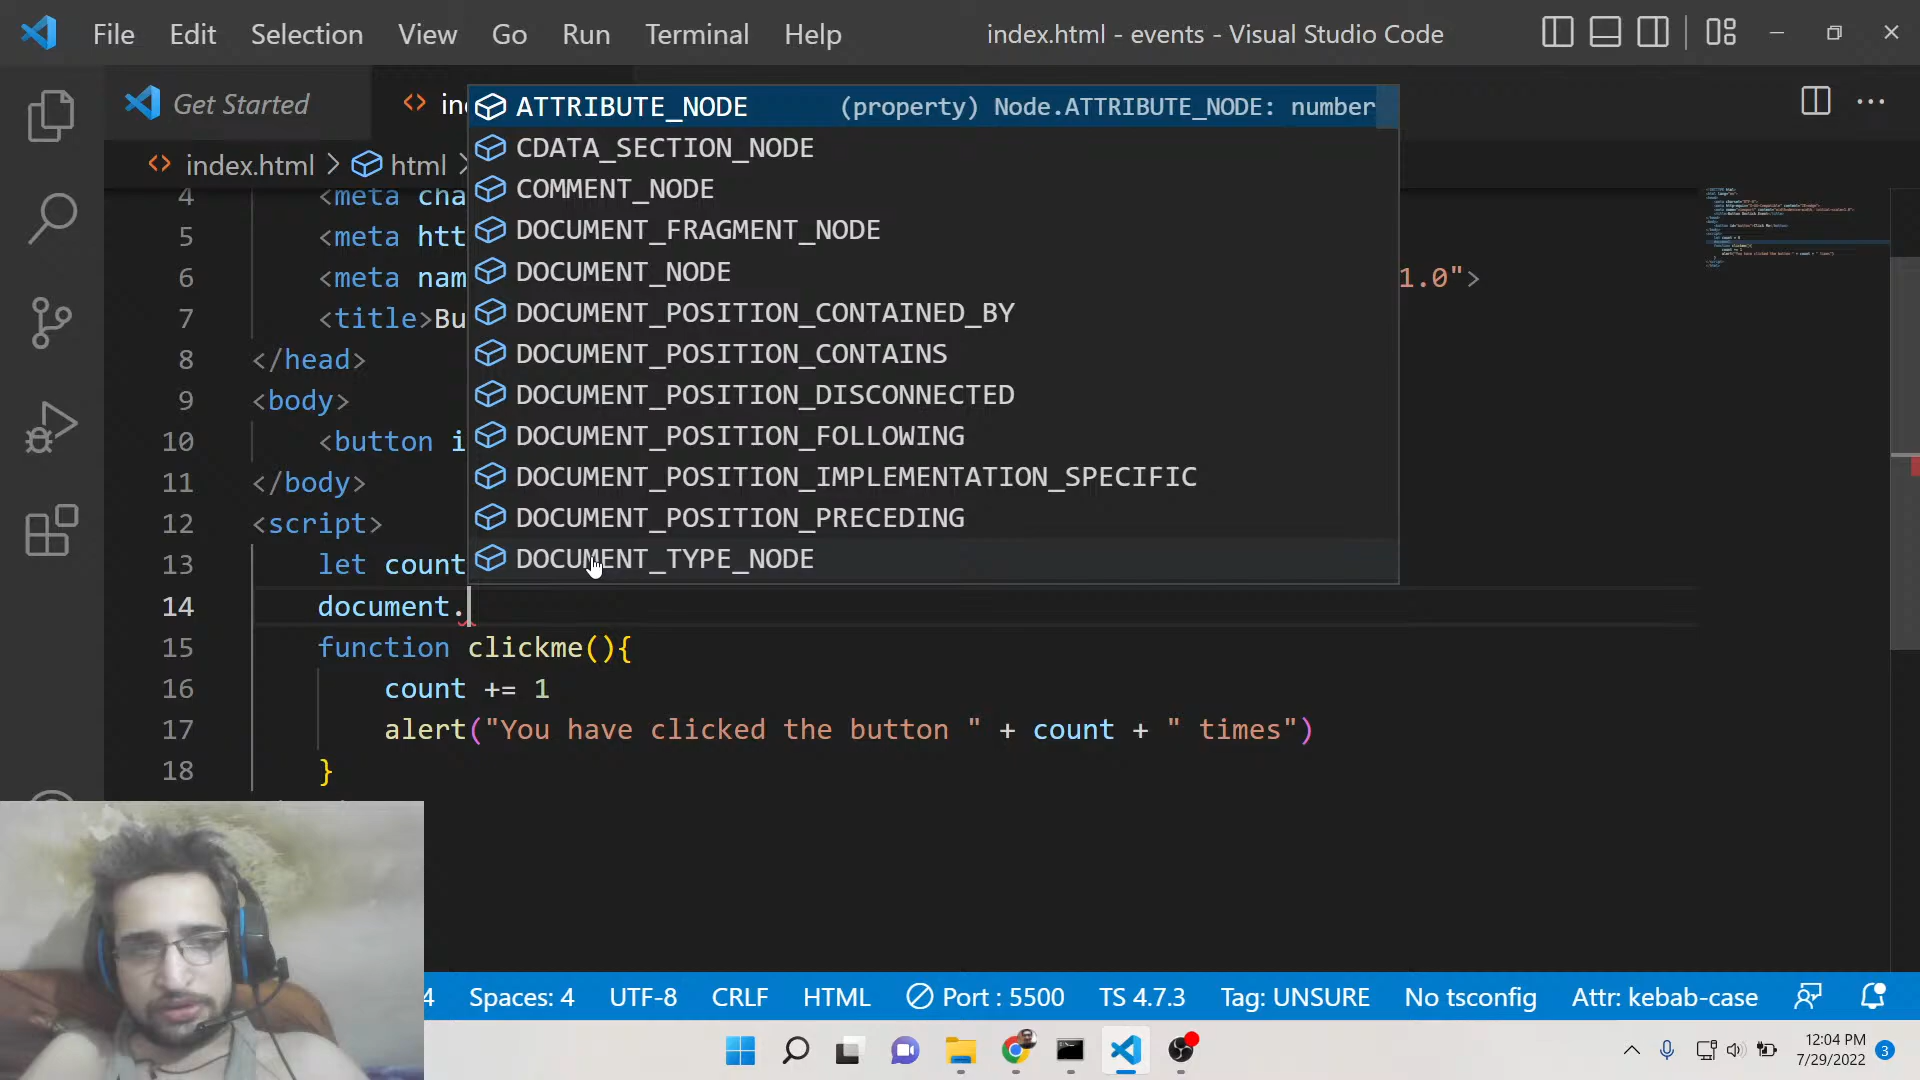 File Edit Selection View Go Run Terminal Help index.html - events - Visual Studio Code
Get Started
ATTRIBUTE_NODE (property) Node.ATTRIBUTE_NODE: number
CDATA_SECTION_NODE
index.html > html >
COMMENT_NODE
4 <meta cha
DOCUMENT_FRAGMENT_NODE
5 <meta htt
DOCUMENT_NODE
6 <meta nam 1.0">
DOCUMENT_POSITION_CONTAINED_BY
7 <title>Bu
DOCUMENT_POSITION_CONTAINS
8 </head>
DOCUMENT_POSITION_DISCONNECTED
9 <body>
DOCUMENT_POSITION_FOLLOWING
10 <button i
DOCUMENT_POSITION_IMPLEMENTATION_SPECIFIC
11 </body>
DOCUMENT_POSITION_PRECEDING
12 <script>
DOCUMENT_TYPE_NODE
13 let count
14 document.
15 function clickme(){
16 count += 1
17 alert("You have clicked the button " + count + " times")
18 }
4 Spaces: 4 UTF-8 CRLF HTML Port : 5500 TS 4.7.3 Tag: UNSURE No tsconfig Attr: kebab-case
12:04 PM
7/29/2022 3